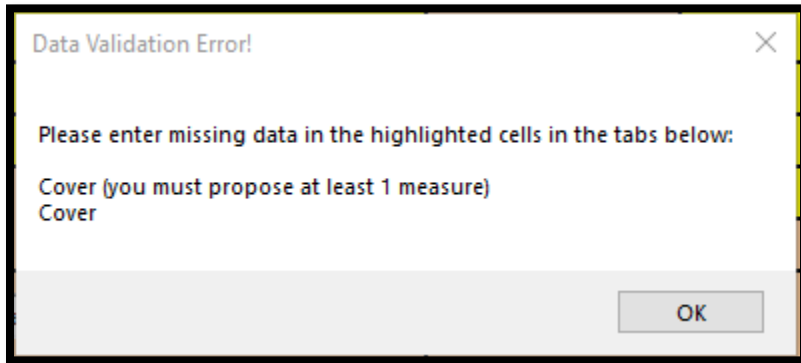 Data Validation Error!
Please enter missing data in the highlighted cells in the tabs below:
Cover (you must propose at least 1 measure)
Cover
OK